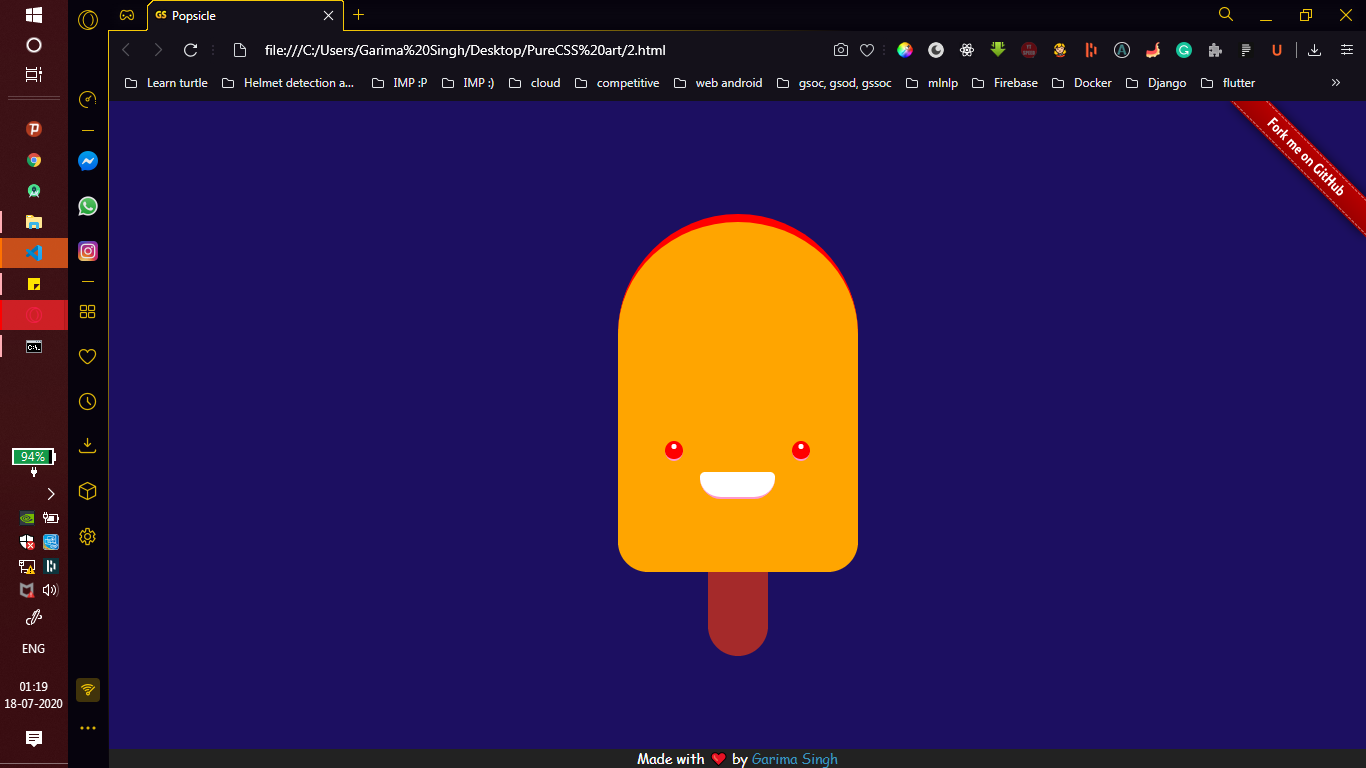 GS Popsicle
file:///C:/Users/Garima%20Singh/Desktop/PureCSS%20art/2.html
Learn turtle Helmet detection a... IMP :P IMP :) cloud competitive web android gsoc, gsod, gssoc mlnlp Firebase Docker Django flutter »
Fork me on GitHub
94%
ENG
01:19
18-07-2020
Made with ❤ by Garima Singh